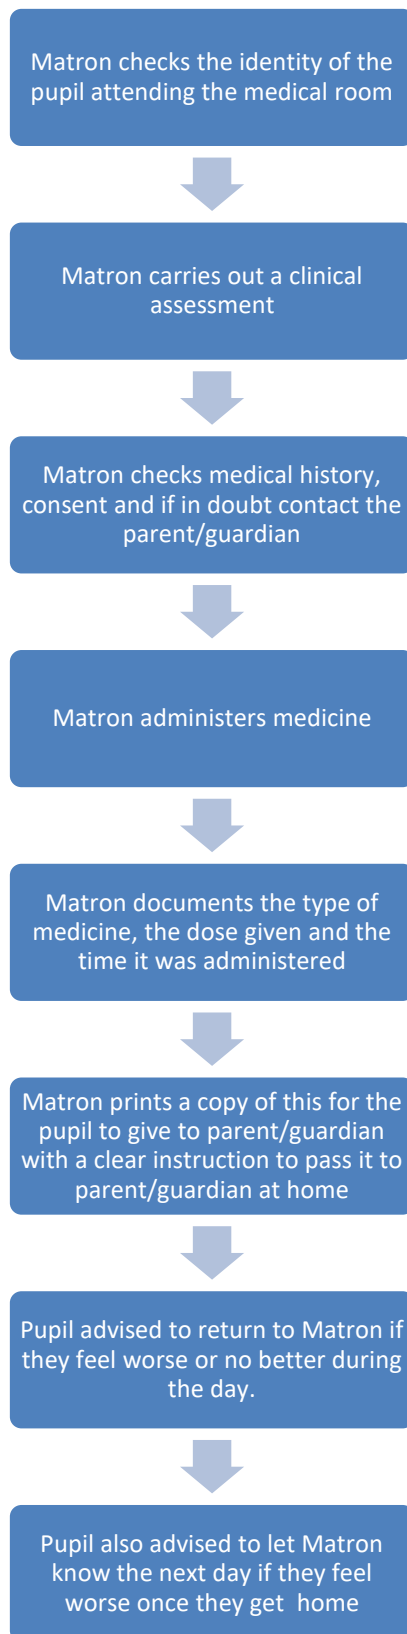 Matron checks the identity of the
pupil attending the medical room
Matron carries out a clinical
assessment
Matron checks medical history,
consent and if in doubt contact the
parent/guardian
Matron administers medicine
Matron documents the type of
medicine, the dose given and the
time it was administered
Matron prints a copy of this for the
pupil to give to parent/guardian
with a clear instruction to pass it to
parent/guardian at home
Pupil advised to return to Matron if
they feel worse or no better during
the day.
Pupil also advised to let Matron
know the next day if they feel
worse once they get  home